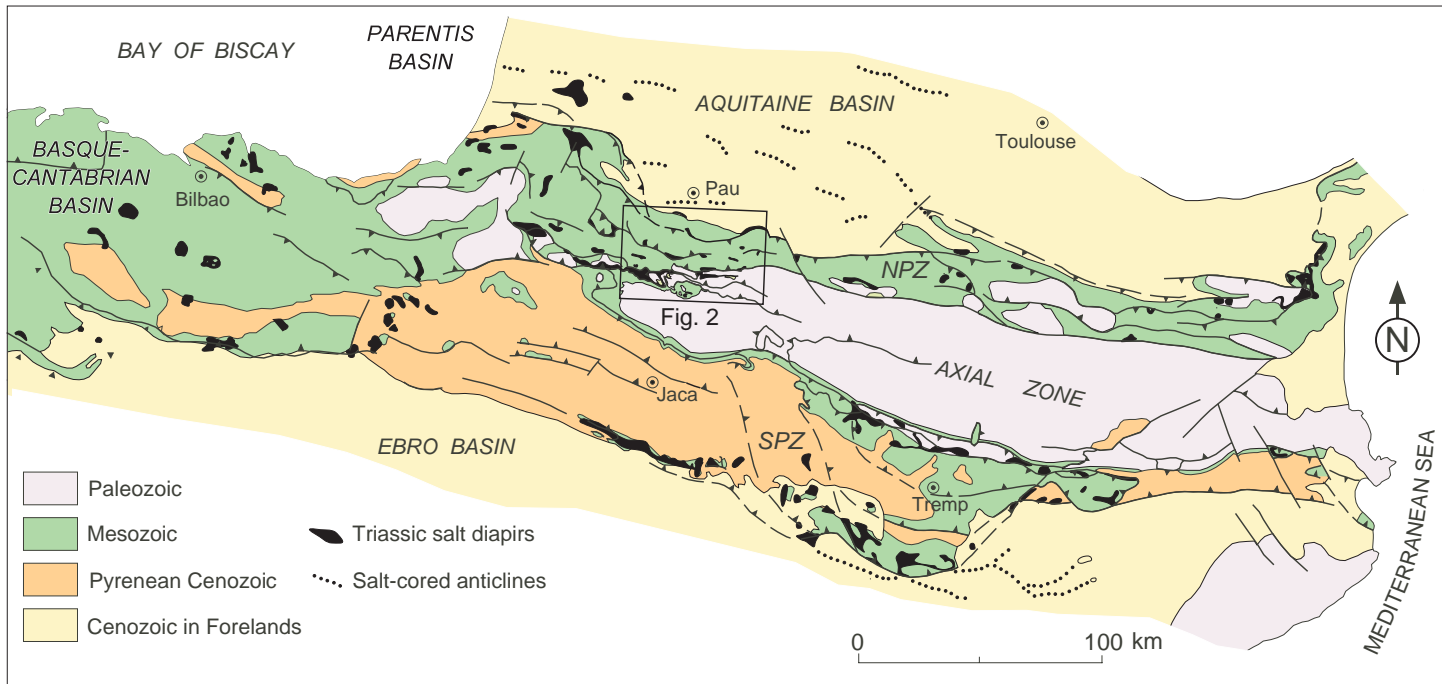 BAY OF BISCAY
PARENTIS
BASIN
AQUITAINE BASIN
Toulouse
BASQUE-
CANTABRIAN
BASIN
Bilbao
Pau
NPZ
Fig. 2
N
AXIAL ZONE
Jaca
SPZ
EBRO BASIN
Tremp
MEDITERRANEAN SEA
Paleozoic
Mesozoic
Triassic salt diapirs
Pyrenean Cenozoic
Salt-cored anticlines
Cenozoic in Forelands
0 100 km